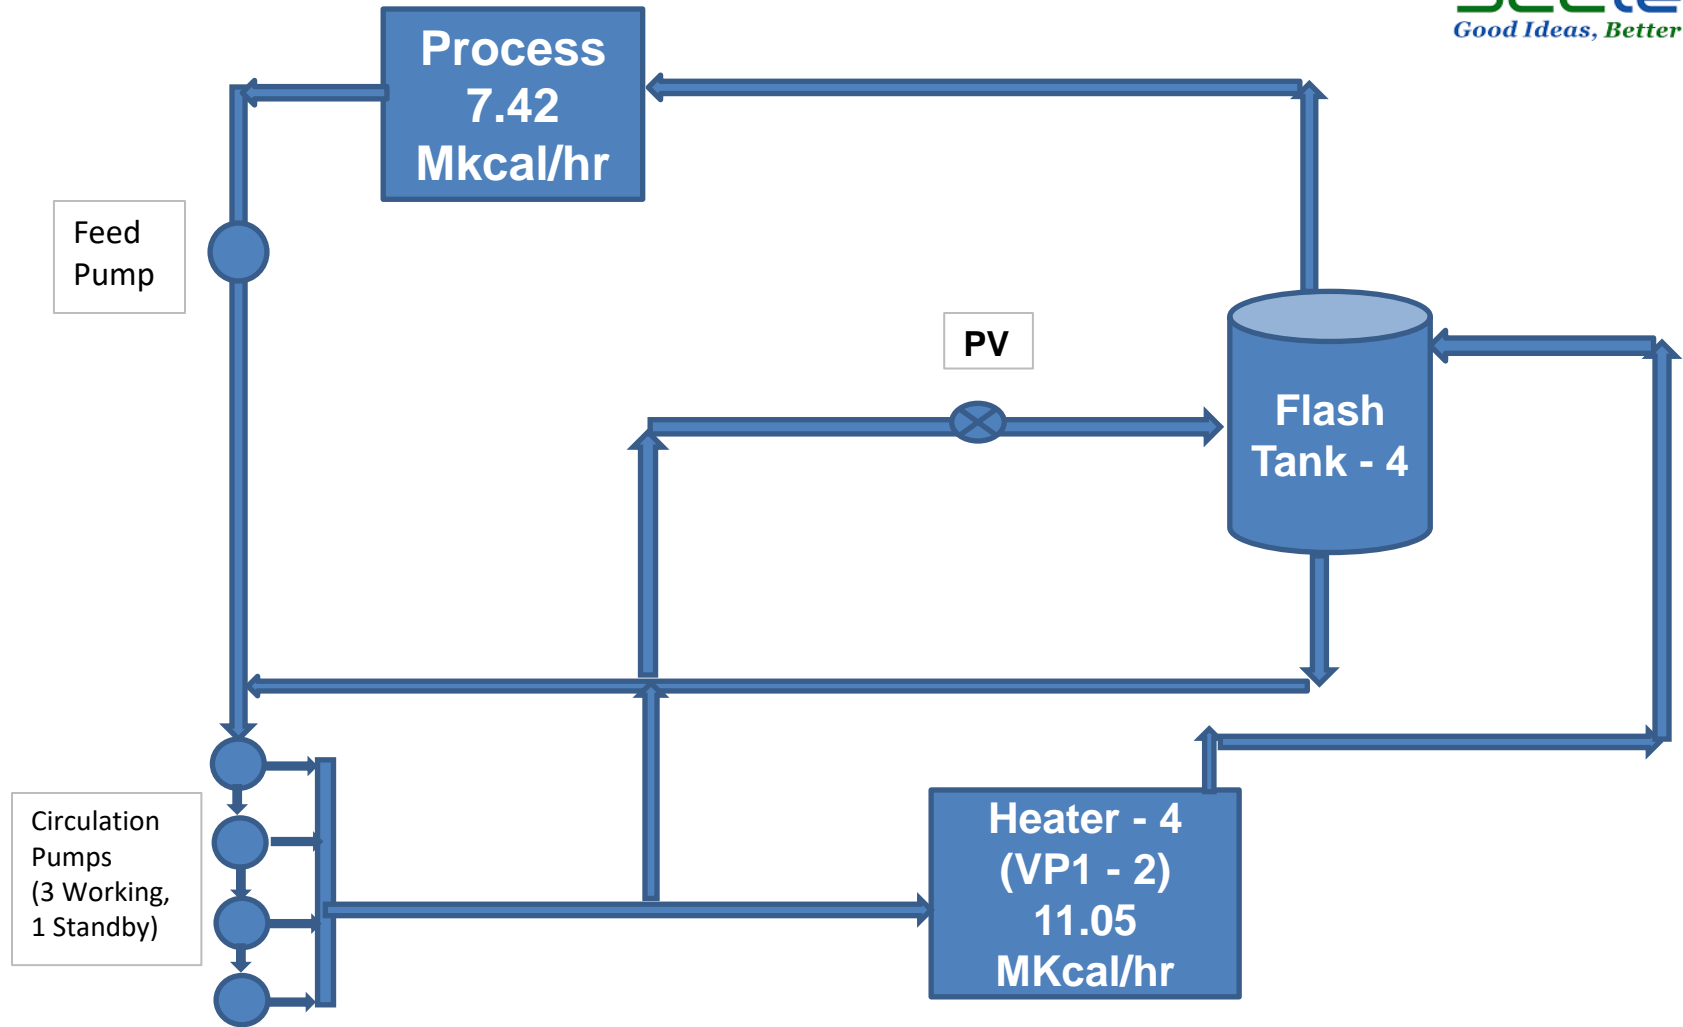 Good Ideas, Better
Process
7.42
Mkcal/hr
Feed
Pump
PV
Flash
Tank - 4
Circulation
Pumps
(3 Working,
1 Standby)
Heater - 4
(VP1 - 2)
11.05
MKcal/hr